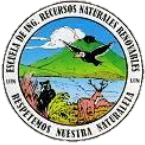 ESCUELA DE ING. RECURSOS NATURALES RENOVABLES
RESPETEMOS NUESTRA NATURALEZA